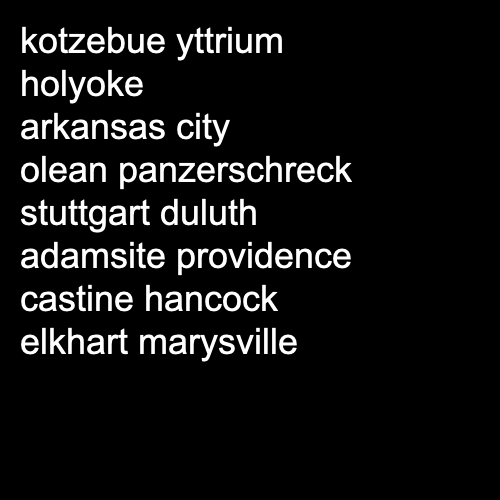 kotzebue yttrium
holyoke
arkansas city
olean panzerschreck
stuttgart duluth
adamsite providence
castine hancock
elkhart marysville